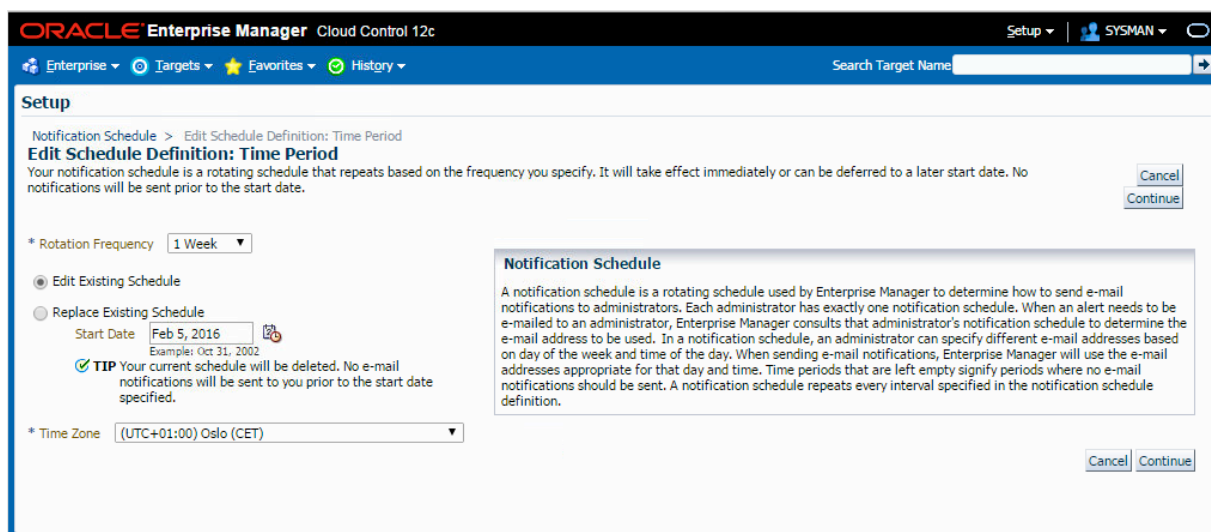 ORACLE Enterprise Manager Cloud Control 12c
Setup
SYSMAN
Enterprise
Targets
Favorites
History
Search Target Name
Setup
Notification Schedule > Edit Schedule Definition: Time Period
Edit Schedule Definition: Time Period
Your notification schedule is a rotating schedule that repeats based on the frequency you specify. It will take effect immediately or can be deferred to a later start date. No
notifications will be sent prior to the start date.
Cancel
Continue
* Rotation Frequency 1 Week
Edit Existing Schedule
Replace Existing Schedule
Start Date Feb 5, 2016
Example: Oct 31, 2002
TIP Your current schedule will be deleted. No e-mail
notifications will be sent to you prior to the start date
specified.
* Time Zone (UTC+01:00) Oslo (CET)
Notification Schedule
A notification schedule is a rotating schedule used by Enterprise Manager to determine how to send e-mail
notifications to administrators. Each administrator has exactly one notification schedule. When an alert needs to be
e-mailed to an administrator, Enterprise Manager consults that administrator's notification schedule to determine the
e-mail address to be used. In a notification schedule, an administrator can specify different e-mail addresses based
on day of the week and time of the day. When sending e-mail notifications, Enterprise Manager will use the e-mail
addresses appropriate for that day and time. Time periods that are left empty signify periods where no e-mail
notifications should be sent. A notification schedule repeats every interval specified in the notification schedule
definition.
Cancel Continue